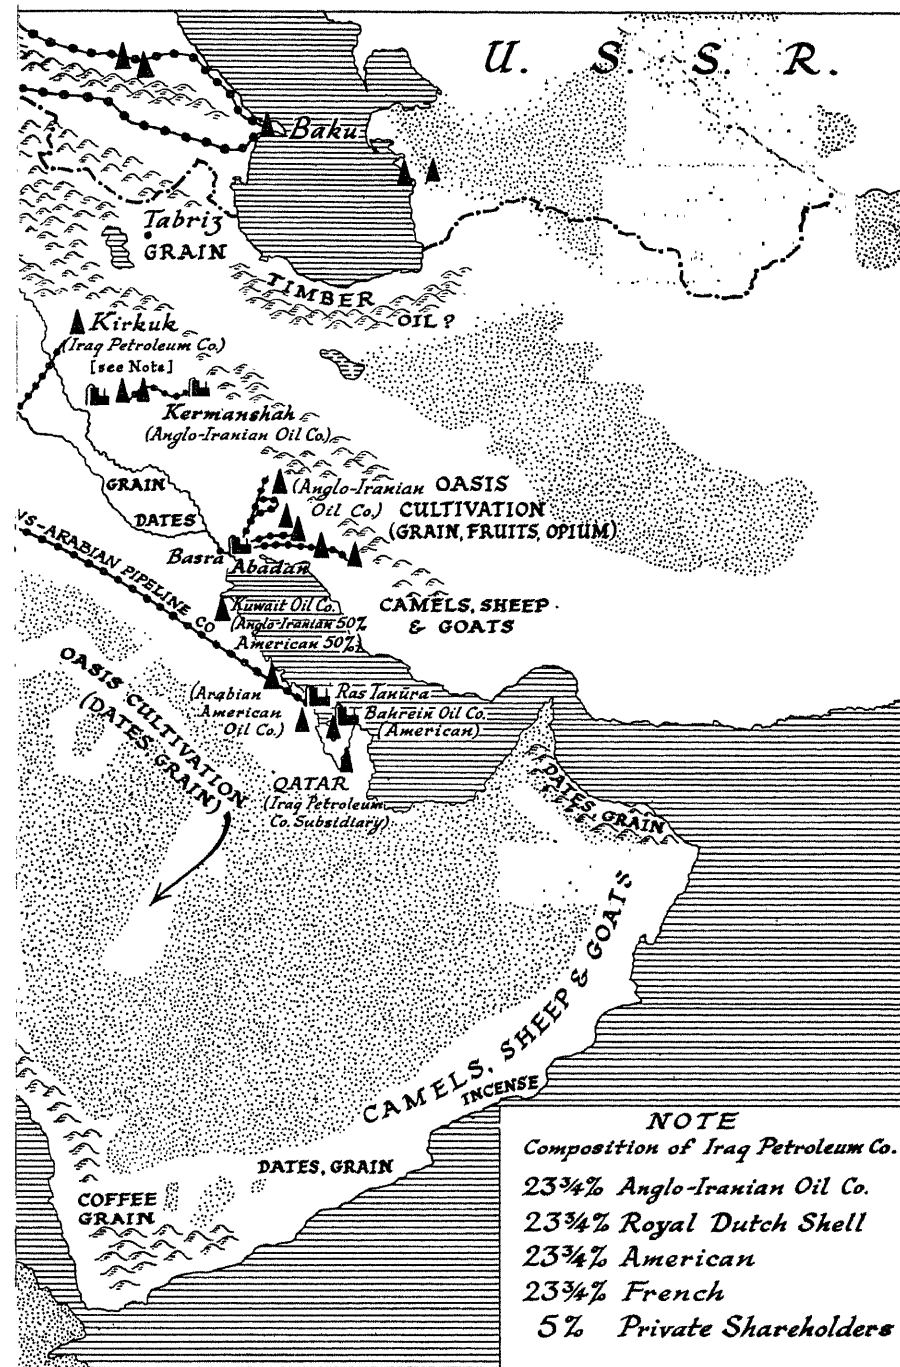 U. S. S. R.
Baku
Tabriz
GRAIN
TIMBER
OIL?
Kirkuk
(Iraq Petroleum Co.)
[see Note]
Kermanshah
(Anglo-Iranian Oil Co.)
GRAIN
DATES
(Anglo-Iranian
Oil Co.)
OASIS
CULTIVATION
(GRAIN, FRUITS, OPIUM)
Basra
Abadan
NS-ARABIAN PIPELINE CO
Kuwait Oil Co.
(Anglo-Iranian 50%
American 50%)
CAMELS, SHEEP
& GOATS
OASIS CULTIVATION
(DATES, GRAIN)
(Arabian
American
Oil Co.)
Ras Tanura
Bahrein Oil Co.
(American)
QATAR
(Iraq Petroleum
Co. Subsidiary)
DATES, GRAIN
CAMELS, SHEEP & GOATS
INCENSE
DATES, GRAIN
COFFEE
GRAIN
NOTE
Composition of Iraq Petroleum Co.
23¾% Anglo-Iranian Oil Co.
23¾% Royal Dutch Shell
23¾% American
23¾% French
5% Private Shareholders